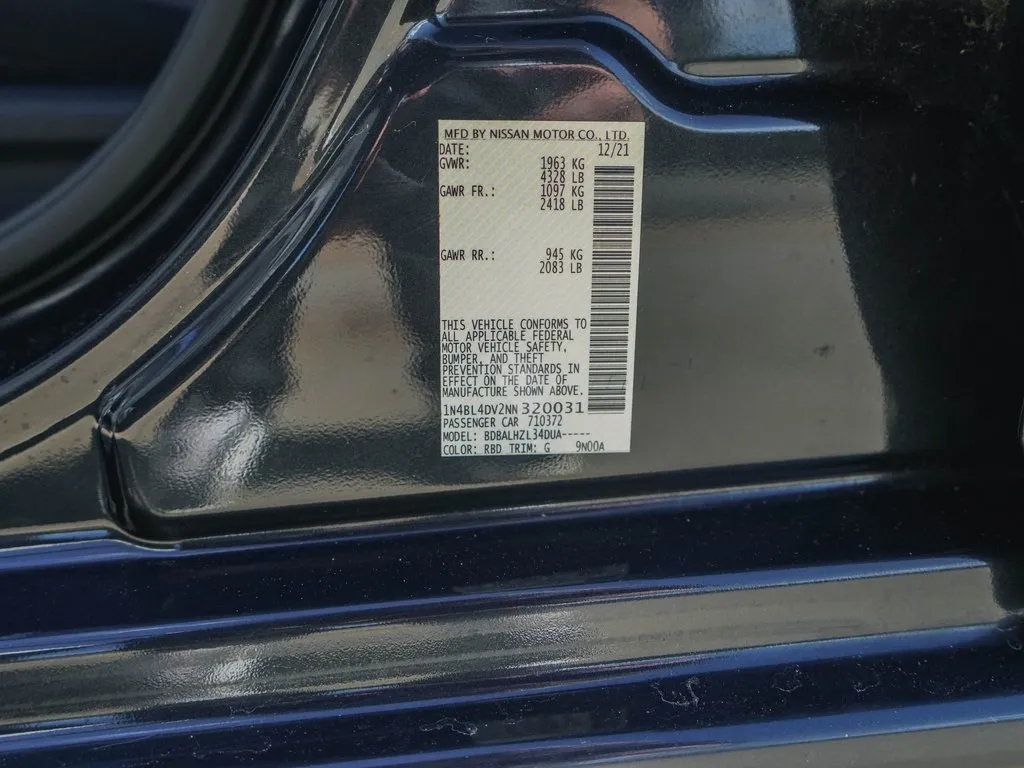 MFD BY NISSAN MOTOR CO., LTD.
DATE: 12/21
GVWR: 1963 KG
4328 LB
GAWR FR.: 1097 KG
2418 LB
GAWR RR.: 945 KG
2083 LB
THIS VEHICLE CONFORMS TO
ALL APPLICABLE FEDERAL
MOTOR VEHICLE SAFETY,
BUMPER, AND THEFT
PREVENTION STANDARDS IN
EFFECT ON THE DATE OF
MANUFACTURE SHOWN ABOVE.
1N4BL4DV2NN320031
PASSENGER CAR 710372
MODEL: BDBALHZL34DUA-----
COLOR: RBD TRIM: G 9N00A